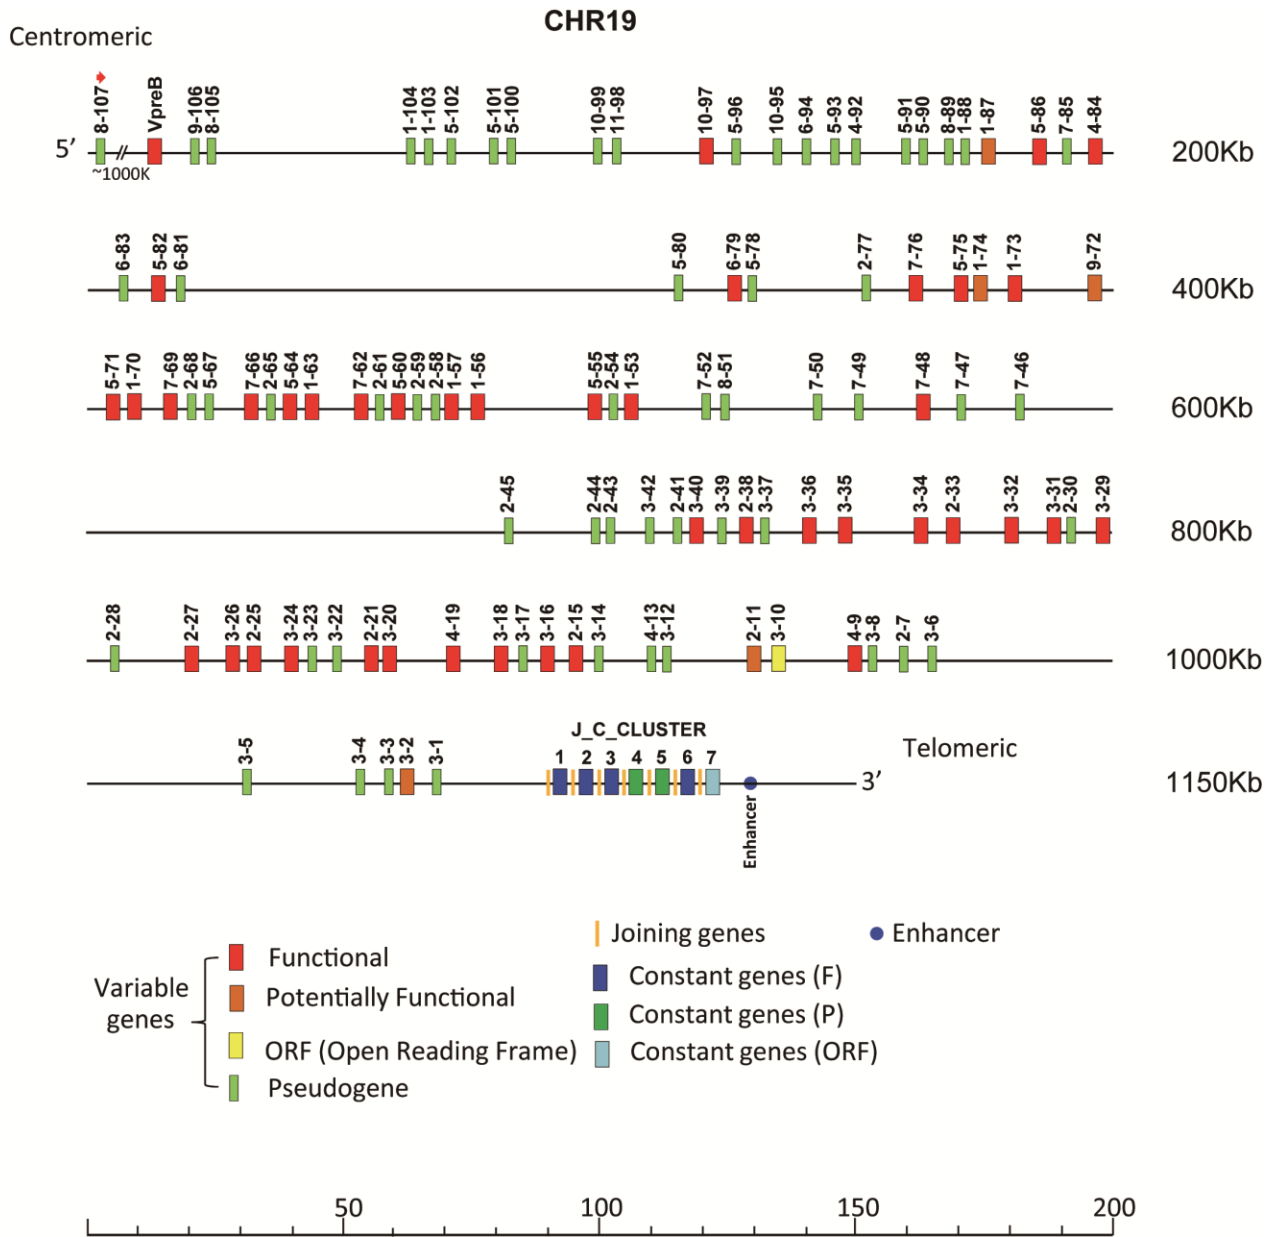 CHR19
Centromeric
8-107 VpreB 9-106 8-105 1-104 1-103 5-102 5-101 5-100 10-99 11-98 10-97 5-96 10-95 6-94 5-93 4-92 5-91 5-90 8-89 1-88 1-87 5-86 7-85 4-84
5’ 200Kb
~1000K
6-83 5-82 6-81 5-80 6-79 5-78 2-77 7-76 5-75 1-74 1-73 9-72
400Kb
5-71 1-70 7-69 2-68 5-67 7-66 2-65 5-64 1-63 7-62 2-61 5-60 2-59 2-58 1-57 1-56 5-55 2-54 1-53 7-52 8-51 7-50 7-49 7-48 7-47 7-46
600Kb
2-45 2-44 2-43 3-42 2-41 3-40 3-39 2-38 3-37 3-36 3-35 3-34 2-33 3-32 3-31 2-30 3-29
800Kb
2-28 2-27 3-26 2-25 3-24 3-23 3-22 2-21 3-20 4-19 3-18 3-17 3-16 2-15 3-14 4-13 3-12 2-11 3-10 4-9 3-8 2-7 3-6
1000Kb
J_C_CLUSTER
3-5 3-4 3-3 3-2 3-1 1 2 3 4 5 6 7 Telomeric
3’ 1150Kb
Enhancer
Variable
genes
Functional
Potentially Functional
ORF (Open Reading Frame)
Pseudogene
Joining genes
Constant genes (F)
Constant genes (P)
Constant genes (ORF)
Enhancer
50 100 150 200